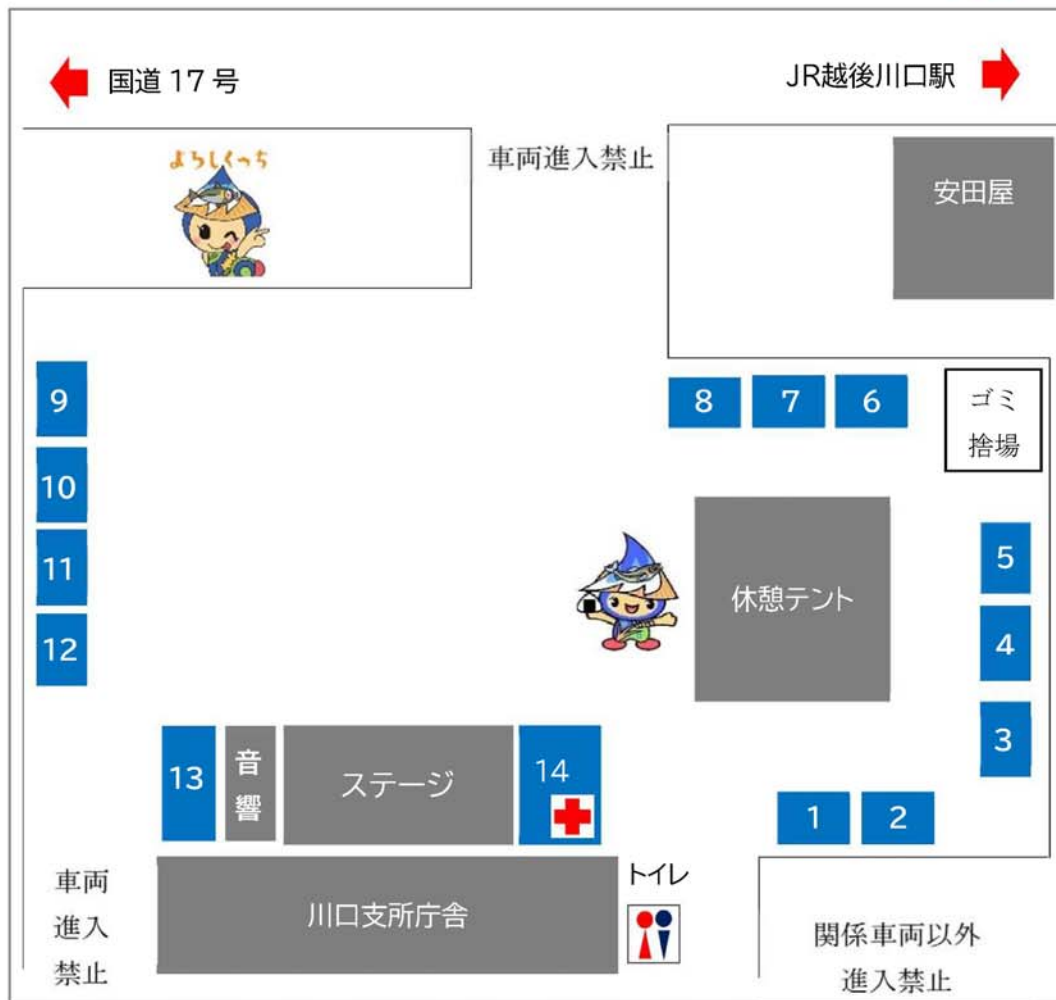 国道 17 号
JR越後川口駅
よろしくっち
車両進入禁止
安田屋
9
8
7
6
ゴミ
捨場
10
11
5
休憩テント
12
4
3
13
音
響
ステージ
14
1
2
川口支所庁舎
トイレ
車両
進入
禁止
関係車両以外
進入禁止